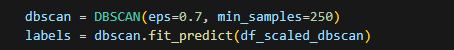 dbscan = DBSCAN(eps=0.7, min_samples=250)
labels = dbscan.fit_predict(df_scaled_dbscan)